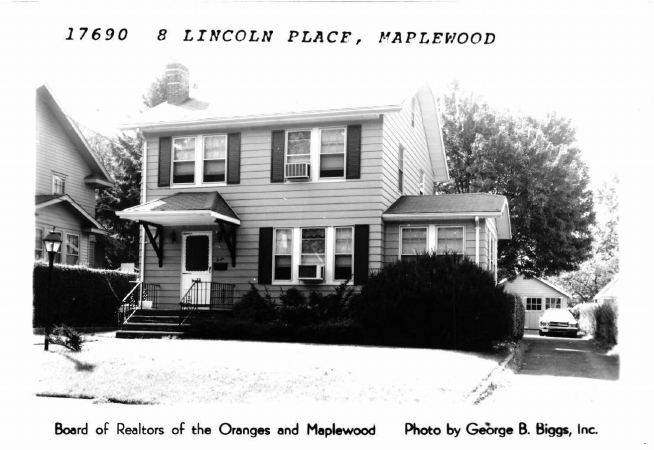 17690 8 LINCOLN PLACE, MAPLEWOOD
Board of Realtors of the Oranges and Maplewood Photo by George B. Biggs, Inc.